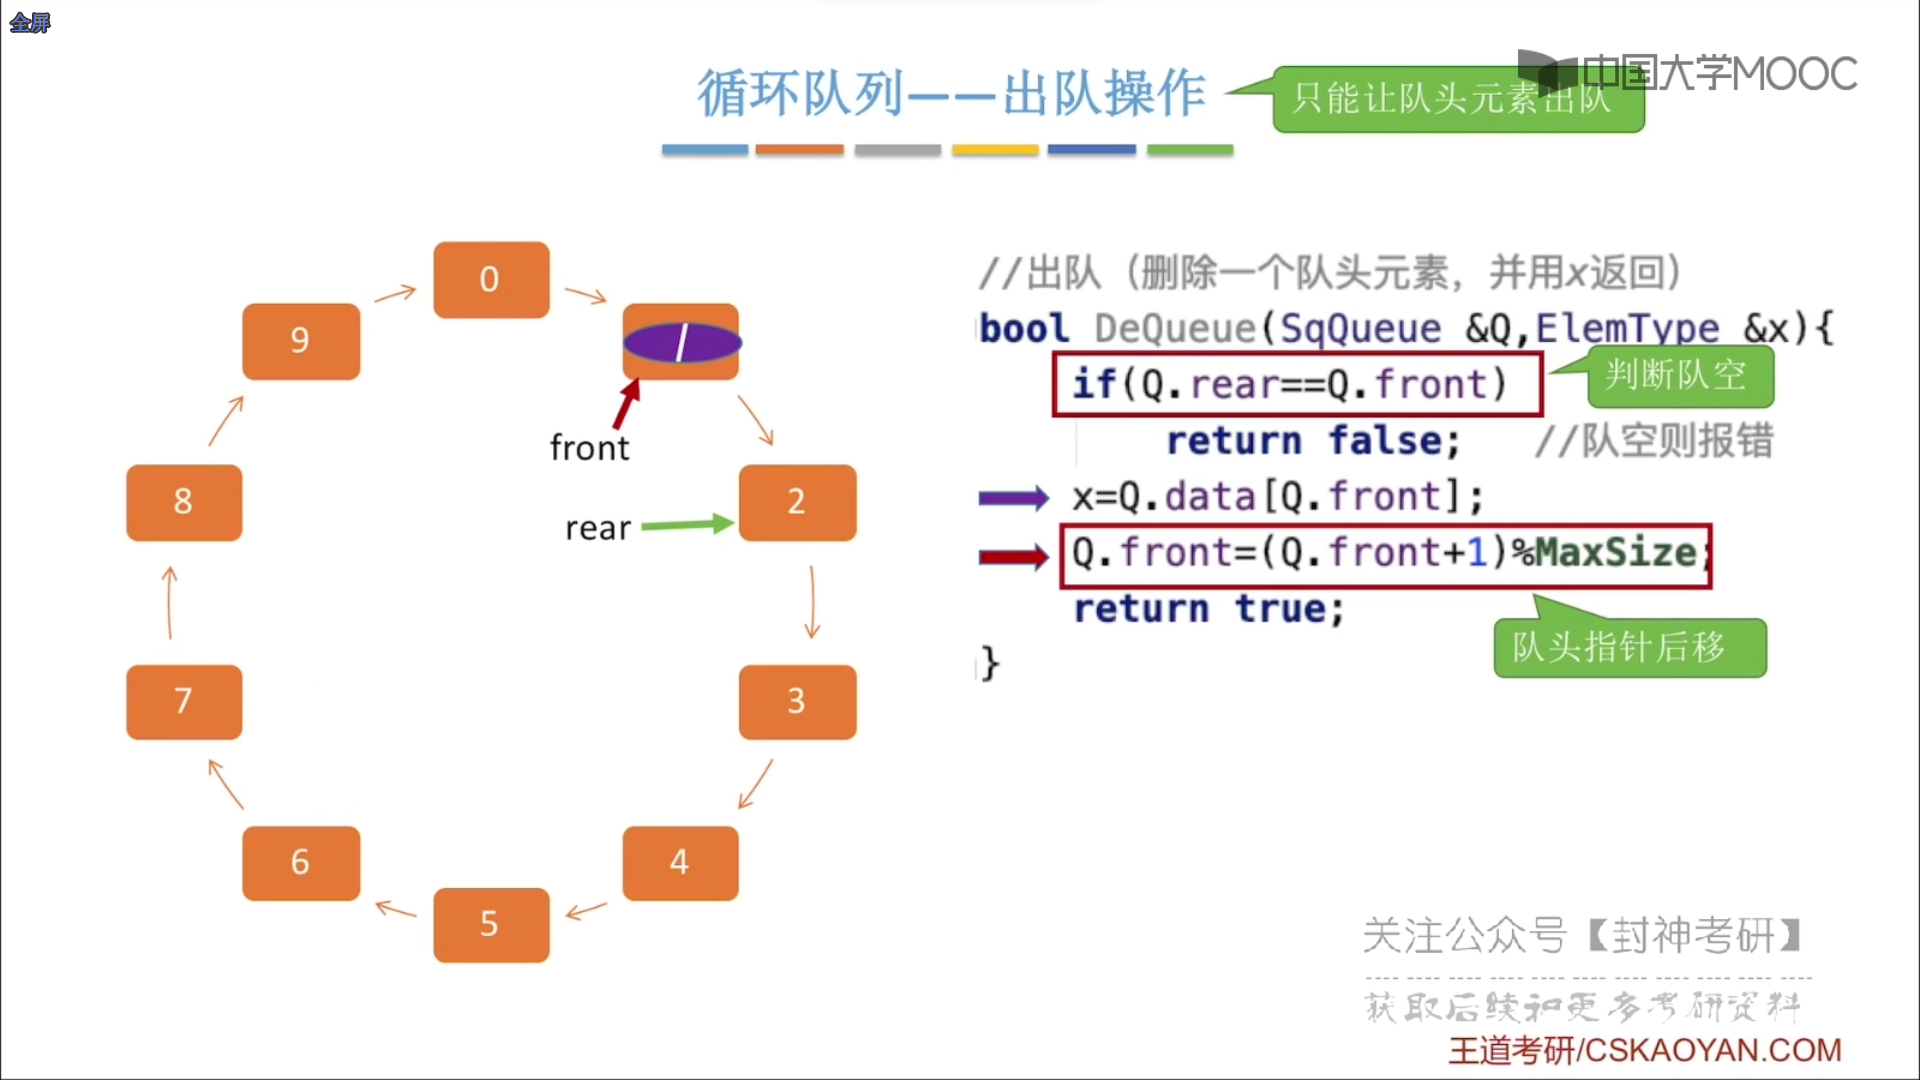 全屏
循环队列——出队操作
只能让队头元素出队
中国大学MOOC
0
9
8
2
front
rear
7
3
6
4
5
//出队（删除一个队头元素，并用x返回）
bool DeQueue(SqQueue &Q,ElemType &x){
if(Q.rear==Q.front)
判断队空
return false; //队空则报错
x=Q.data[Q.front];
Q.front=(Q.front+1)%MaxSize;
return true;
队头指针后移
}
关注公众号【封神考研】
获取后续和更多考研资料
王道考研/CSKAOYAN.COM